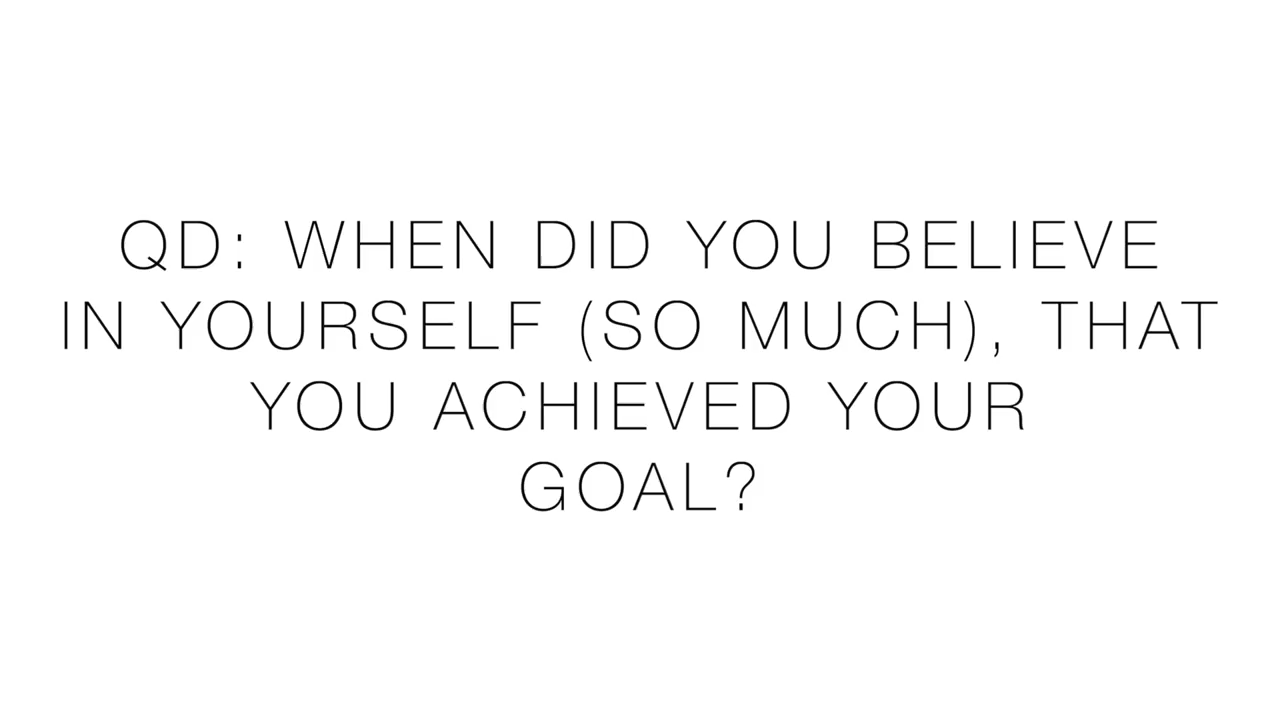 QD: WHEN DID YOU BELIEVE
IN YOURSELF (SO MUCH), THAT
YOU ACHIEVED YOUR
GOAL?